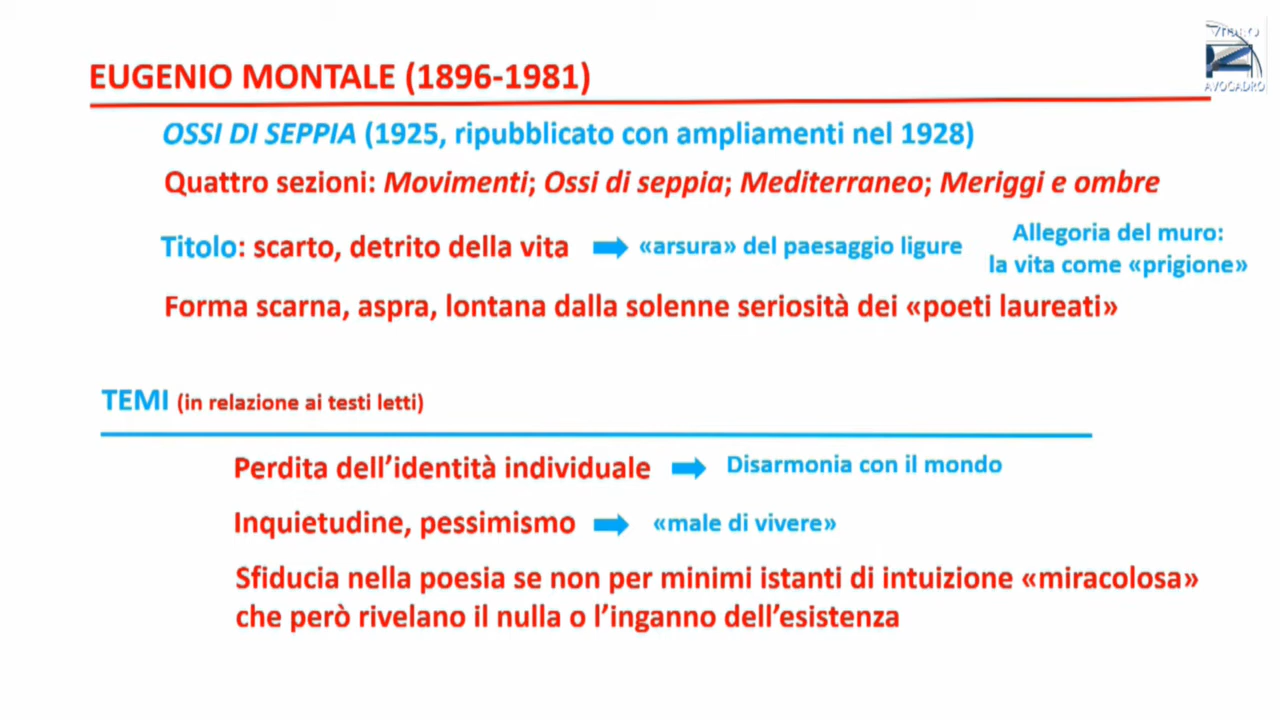 VIDEO
AVOCADRO
EUGENIO MONTALE (1896-1981)
OSSI DI SEPPIA (1925, ripubblicato con ampliamenti nel 1928)
Quattro sezioni: Movimenti; Ossi di seppia; Mediterraneo; Meriggi e ombre
Titolo: scarto, detrito della vita «arsura» del paesaggio ligure
Allegoria del muro:
la vita come «prigione»
Forma scarna, aspra, lontana dalla solenne seriosità dei «poeti laureati»
TEMI (in relazione ai testi letti)
Perdita dell'identità individuale Disarmonia con il mondo
Inquietudine, pessimismo «male di vivere»
Sfiducia nella poesia se non per minimi istanti di intuizione «miracolosa»
che però rivelano il nulla o l'inganno dell'esistenza